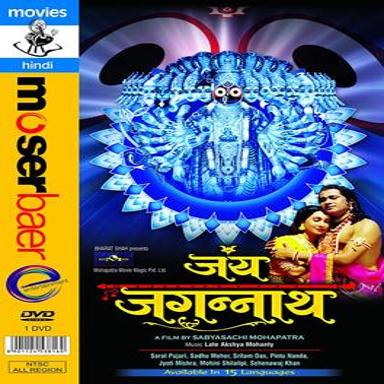 movies
hindi
moserbaer
entertainment
DVD
1 DVD
NTSC
ALL REGION
BHARAT SHAH presents
Mohapatra Movie Magic Pvt. Ltd.
जय
जगन्नाथ
A FILM BY SABYASACHI MOHAPATRA
Music Late Akshya Mohanty
Sarat Pujari, Sadhu Meher, Sritam Das, Pintu Nanda,
Jyoti Mishra, Mohini Shilalipi, Sehenawaj Khan
Available In 15 Languages